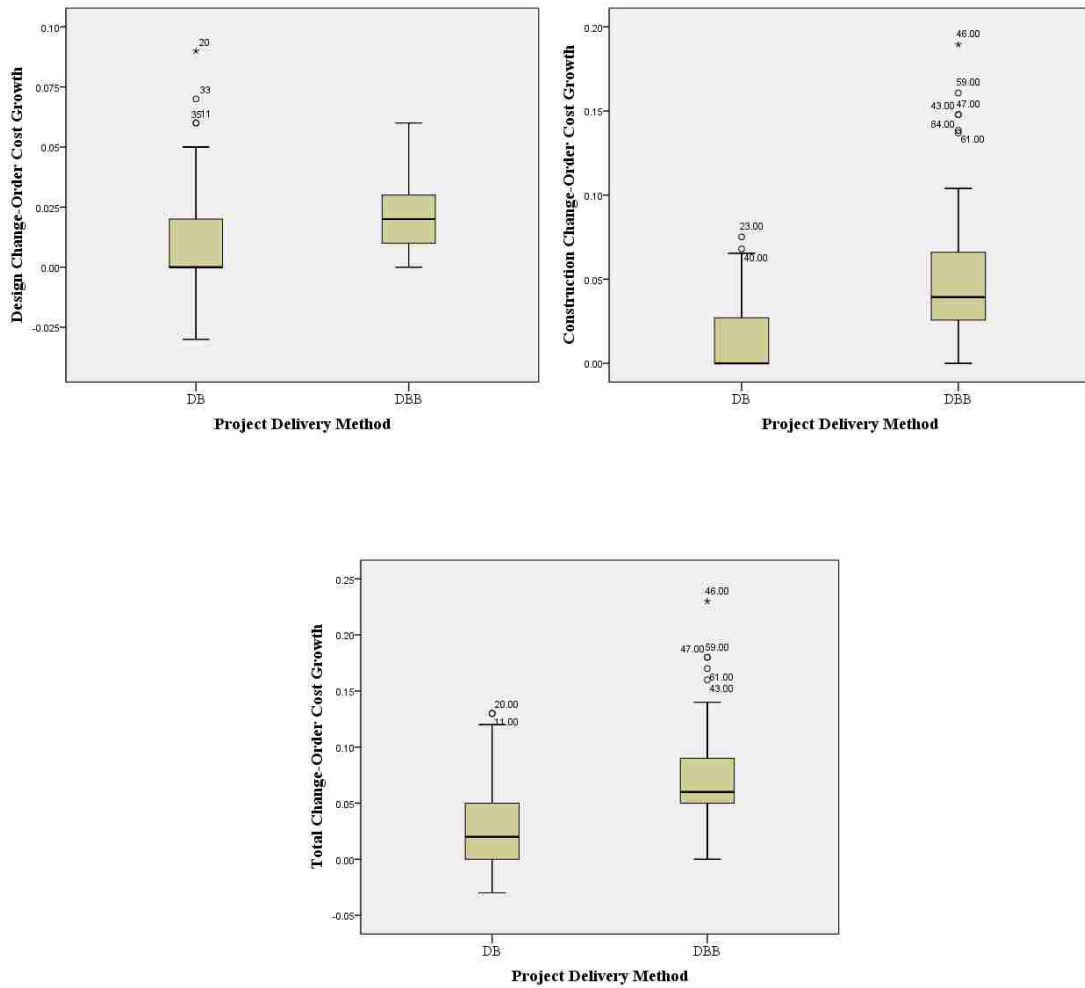 Design Change-Order Cost Growth
0.10
0.075
0.05
0.025
0.00
-0.025
20
33
35 11
DB
DBB
Project Delivery Method
Construction Change-Order Cost Growth
0.20
0.15
0.10
0.05
0.00
46.00
59.00
43.00 47.00
84.00
61.00
23.00
40.00
DB
DBB
Project Delivery Method
Total Change-Order Cost Growth
0.25
0.20
0.15
0.10
0.05
0.00
-0.05
46.00
47.00 59.00
61.00
43.00
20.00
11.00
DB
DBB
Project Delivery Method